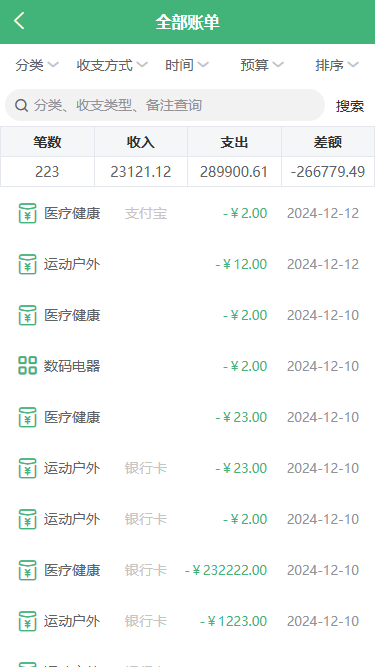 全部账单
分类 收支方式 时间 预算 排序
分类、收支类型、备注查询 搜索
笔数 收入 支出 差额
223 23121.12 289900.61 -266779.49
医疗健康 支付宝 -￥2.00 2024-12-12
运动户外 -￥12.00 2024-12-12
医疗健康 -￥2.00 2024-12-10
数码电器 -￥2.00 2024-12-10
医疗健康 -￥23.00 2024-12-10
运动户外 银行卡 -￥23.00 2024-12-10
运动户外 银行卡 -￥2.00 2024-12-10
医疗健康 银行卡 -￥232222.00 2024-12-10
运动户外 银行卡 -￥1223.00 2024-12-10